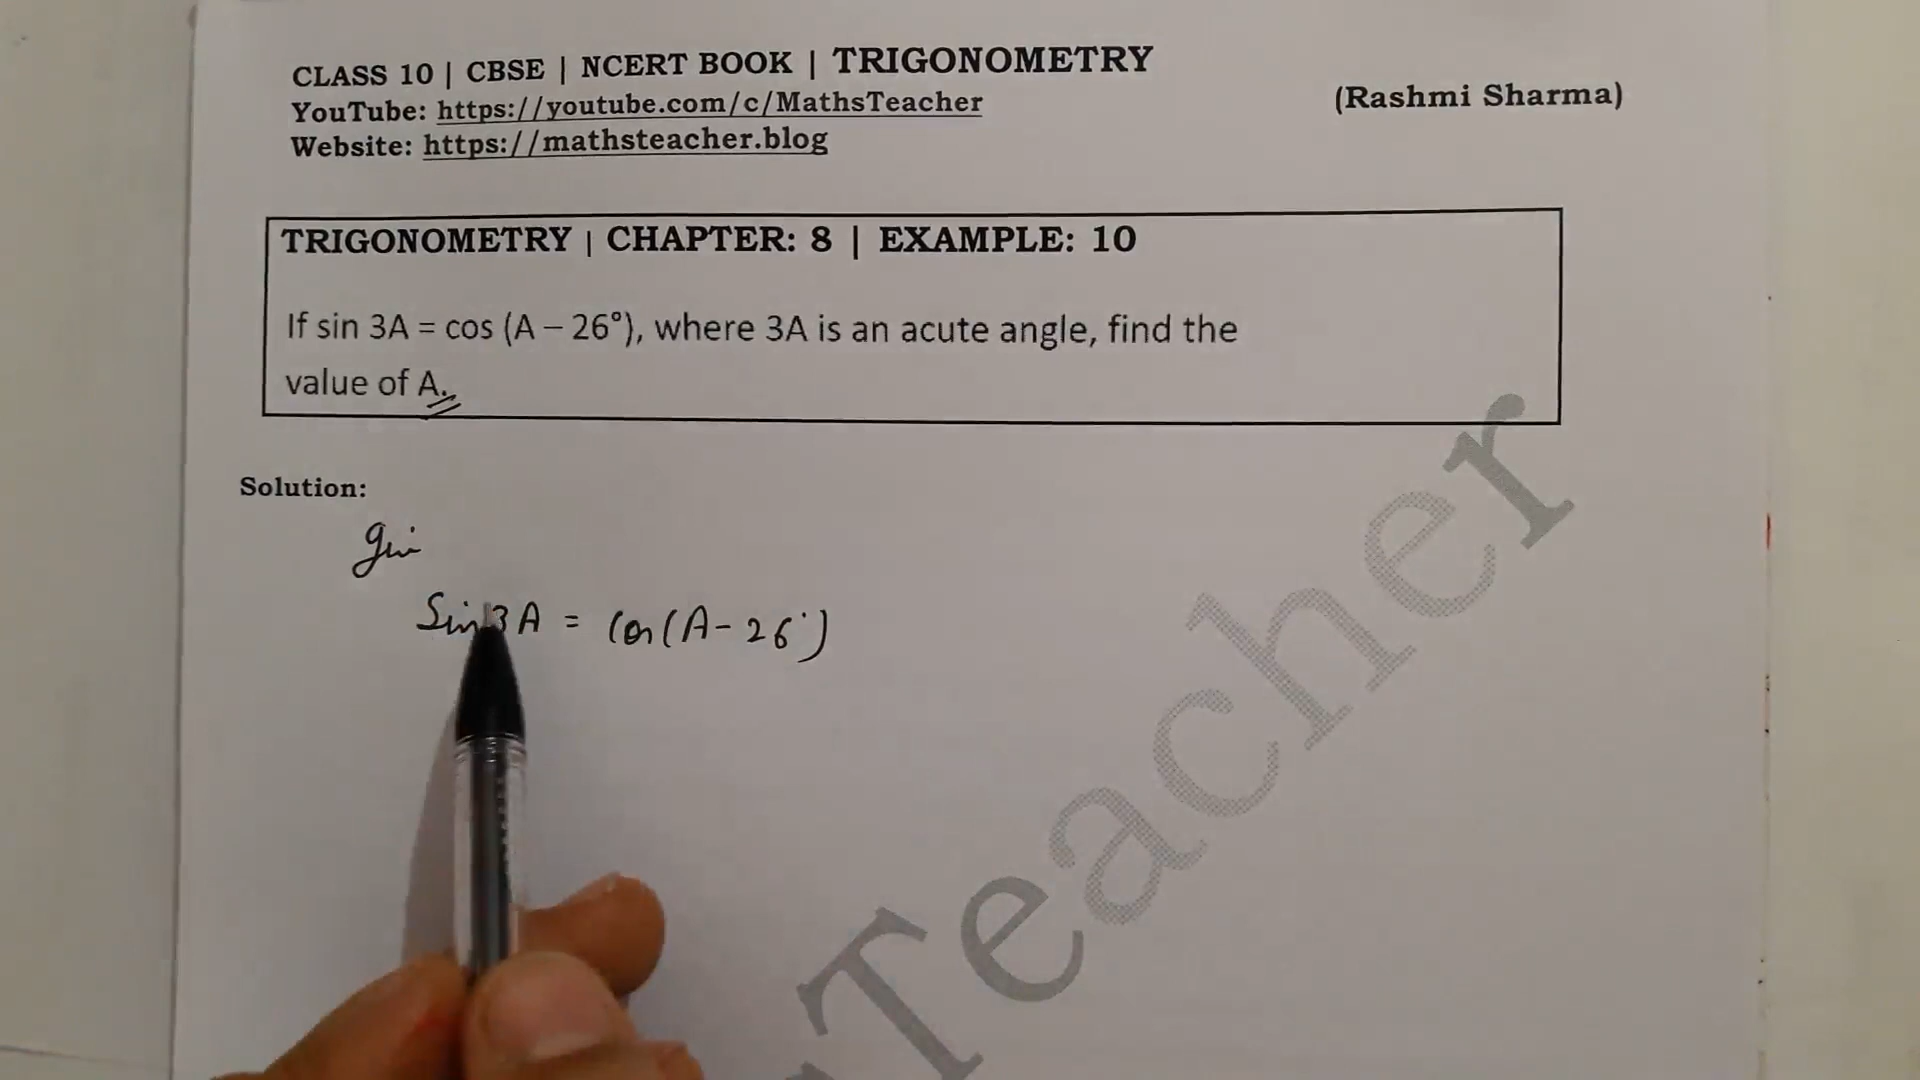 CLASS 10 | CBSE | NCERT BOOK | TRIGONOMETRY
(Rashmi Sharma)
YouTube: https://youtube.com/c/MathsTeacher
Website: https://mathsteacher.blog
TRIGONOMETRY | CHAPTER: 8 | EXAMPLE: 10
If sin 3A = cos (A – 26°), where 3A is an acute angle, find the
value of A.
Solution:
Sin 3A = Cos (A - 26°)
Teacher